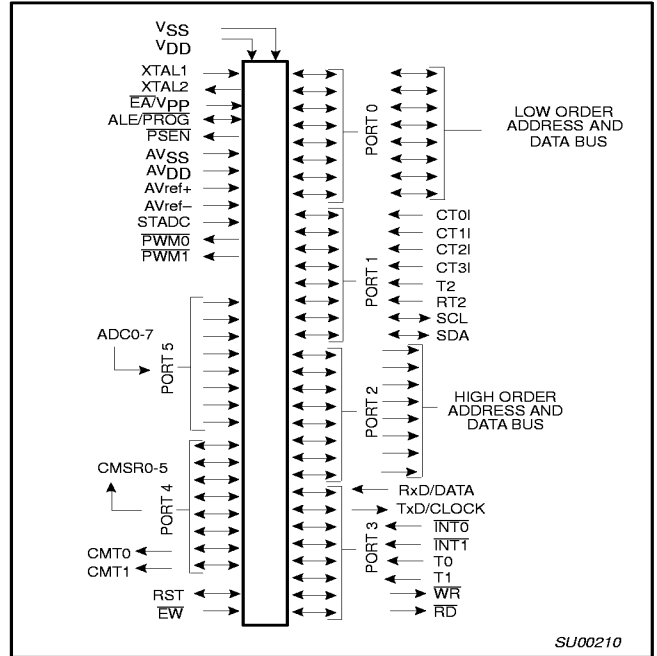 VSS
VDD
XTAL1
XTAL2
EA/VPP
ALE/PROG
PSEN
AVSS
AVDD
AVref+
AVref–
STADC
PWM0
PWM1
ADC0-7
PORT 5
CMSR0-5
PORT 4
CMT0
CMT1
RST
EW
PORT 0
LOW ORDER
ADDRESS AND
DATA BUS
PORT 1
CT0I
CT1I
CT2I
CT3I
T2
RT2
SCL
SDA
PORT 2
HIGH ORDER
ADDRESS AND
DATA BUS
PORT 3
RxD/DATA
TxD/CLOCK
INT0
INT1
T0
T1
WR
RD
SU00210